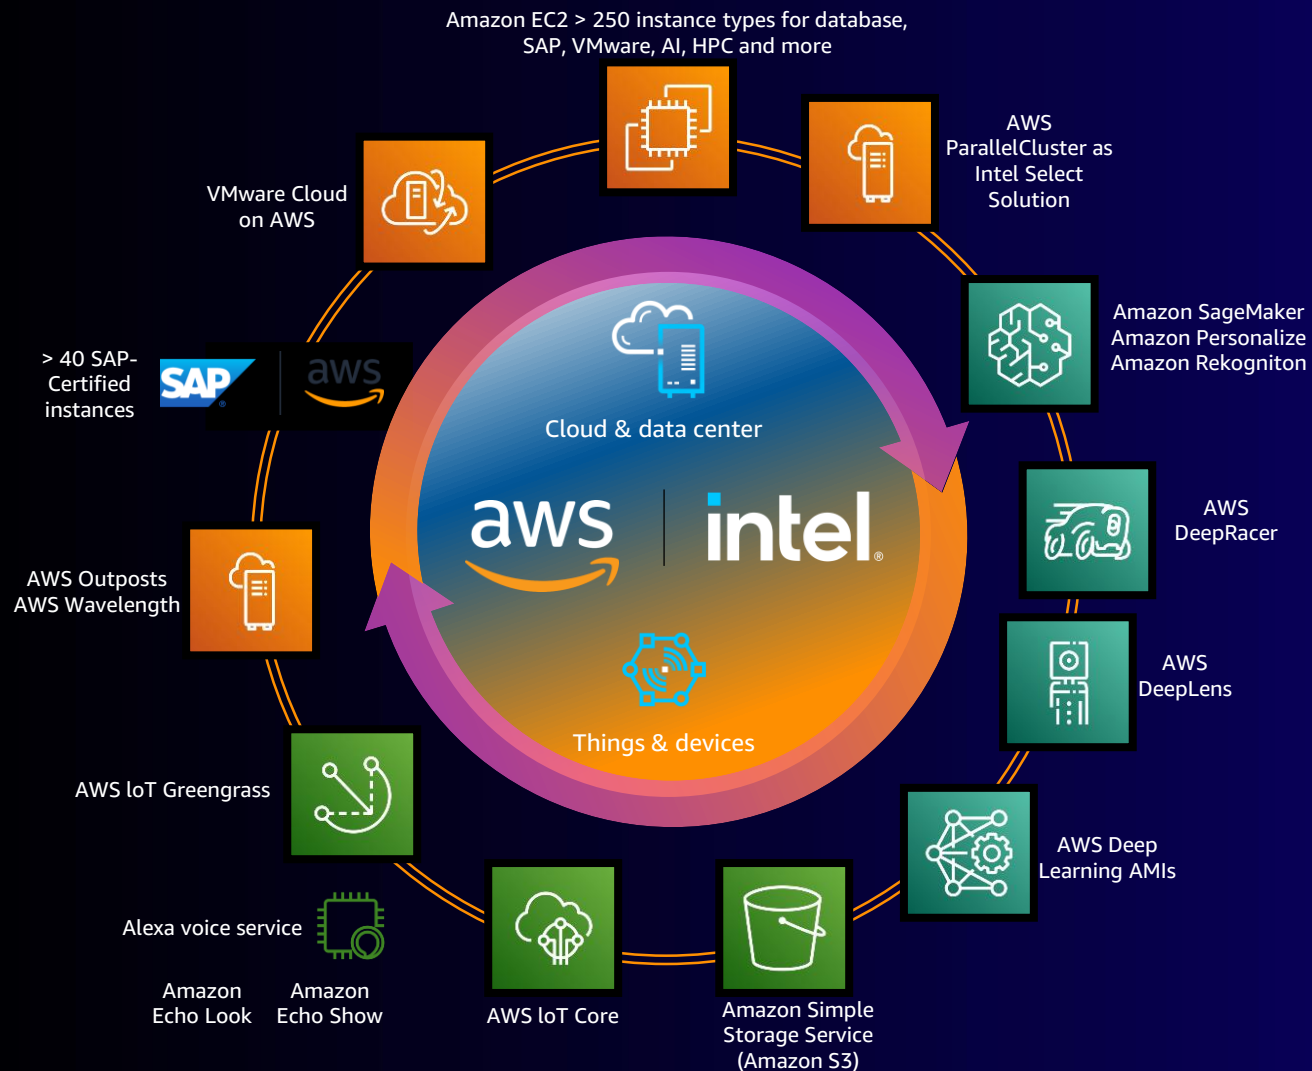 Amazon EC2 > 250 instance types for database,
SAP, VMware, AI, HPC and more
AWS
ParallelCluster as
Intel Select
Solution
VMware Cloud
on AWS
Amazon SageMaker
Amazon Personalize
Amazon Rekogniton
> 40 SAP-
Certified
instances
SAP®
aws
Cloud & data center
aws
intel®
AWS
DeepRacer
AWS Outposts
AWS Wavelength
AWS
DeepLens
Things & devices
AWS loT Greengrass
AWS Deep
Learning AMIs
Alexa voice service
Amazon
Echo Look
Amazon
Echo Show
AWS loT Core
Amazon Simple
Storage Service
(Amazon S3)